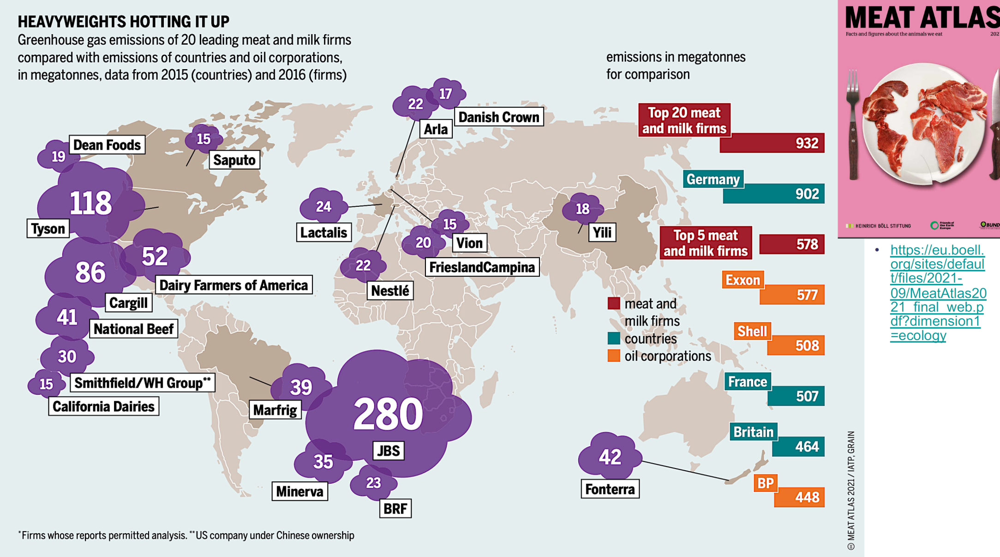 HEAVYWEIGHTS HOTTING IT UP
Greenhouse gas emissions of 20 leading meat and milk firms
compared with emissions of countries and oil corporations,
in megatonnes, data from 2015 (countries) and 2016 (firms)
emissions in megatonnes
for comparison
17
22
Danish Crown
Arla
15
Saputo
Dean Foods
19
118
Tyson
52
86
Dairy Farmers of America
Cargill
41
National Beef
30
Smithfield/WH Group**
15
California Dairies
24
Lactalis
15
Vion
20
FrieslandCampina
22
Nestlé
18
Yili
39
Marfrig
280
JBS
35
Minerva
23
BRF
42
Fonterra
Top 20 meat
and milk firms
932
Germany
902
Top 5 meat
and milk firms
578
Exxon
577
Shell
508
France
507
Britain
464
BP
448
meat and
milk firms
countries
oil corporations
*Firms whose reports permitted analysis. **US company under Chinese ownership
MEAT ATLAS 2021 / IATP, GRAIN
MEAT ATLAS
Facts and figures about the animals we eat
202
HEINRICH BÖLL STIFTUNG
Friends of
the Earth
Europe
BUND
• https://eu.boell.
org/sites/defaul
t/files/2021-
09/MeatAtlas20
21_final_web.p
df?dimension1
=ecology